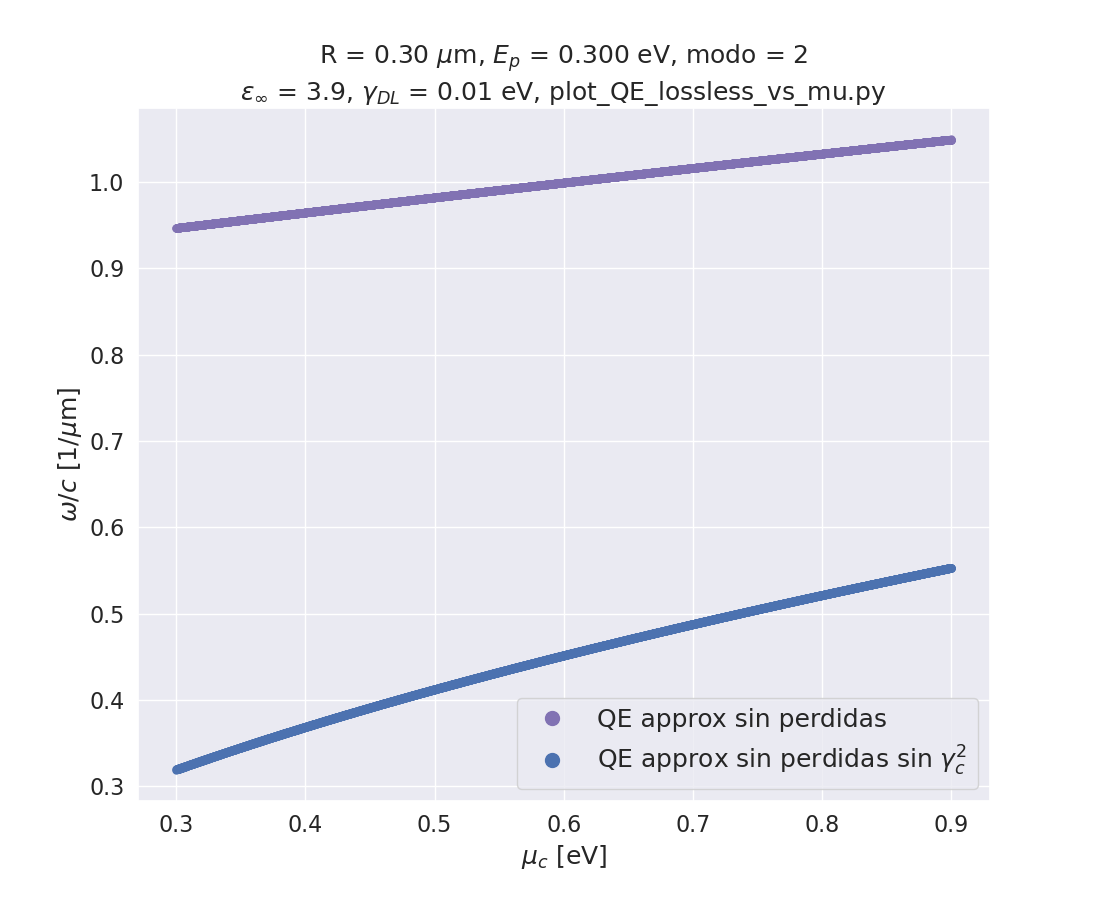 R = 0.30 μm, E_p = 0.300 eV, modo = 2
ε_∞ = 3.9, γ_DL = 0.01 eV, plot_QE_lossless_vs_mu.py
1.0
0.9
0.8
0.7
0.6
0.5
0.4
0.3
ω/c [1/μm]
QE approx sin perdidas
QE approx sin perdidas sin γ_c^2
0.3 0.4 0.5 0.6 0.7 0.8 0.9
μ_c [eV]